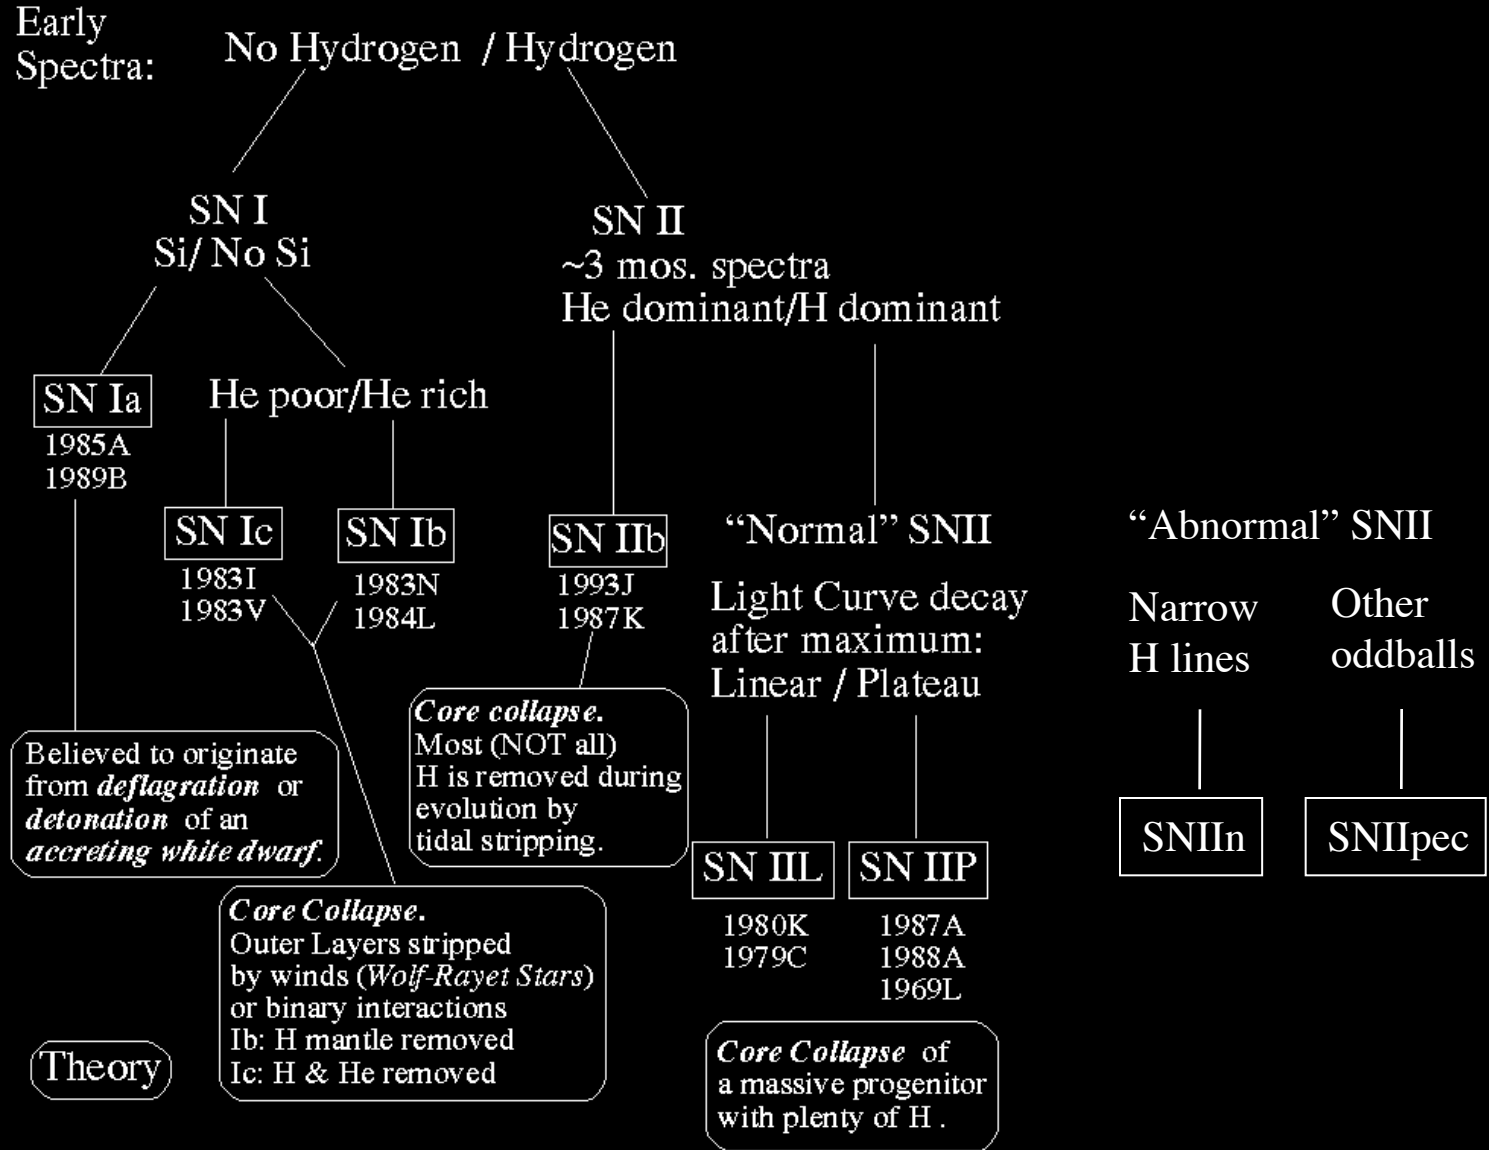 Early
Spectra:
No Hydrogen / Hydrogen
SN I
Si/ No Si
SN II
~3 mos. spectra
He dominant/H dominant
SN Ia
1985A
1989B
He poor/He rich
SN Ic
1983I
1983V
SN Ib
1983N
1984L
SN IIb
1993J
1987K
“Normal” SNII
Light Curve decay
after maximum:
Linear / Plateau
“Abnormal” SNII
Narrow
H lines
Other
oddballs
Believed to originate
from deflagration or
detonation of an
accreting white dwarf.
Core collapse.
Most (NOT all)
H is removed during
evolution by
tidal stripping.
SN IIL
1980K
1979C
SN IIP
1987A
1988A
1969L
SNIIn
SNIIpec
Core Collapse.
Outer Layers stripped
by winds (Wolf-Rayet Stars)
or binary interactions
Ib: H mantle removed
Ic: H & He removed
Core Collapse of
a massive progenitor
with plenty of H .
Theory